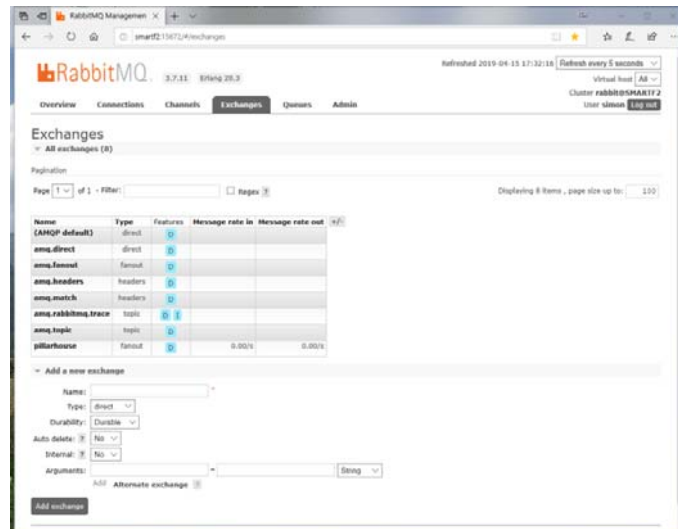 RabbitMQ Managemen
smartf2:15672/#/exchanges
RabbitMQ. 3.7.11 Erlang 20.3
Refreshed 2019-04-15 17:32:16 Refresh every 5 seconds
Virtual host All
Cluster rabbit@SMARTF2
User simon Log out
Overview Connections Channels Exchanges Queues Admin
Exchanges
All exchanges (8)
Pagination
Page 1 of 1 - Filter: Regex ?
Displaying 8 items , page size up to: 100
Name Type Features Message rate in Message rate out +/-
(AMQP default) direct D
amq.direct direct D
amq.fanout fanout D
amq.headers headers D
amq.match headers D
amq.rabbitmq.trace topic D I
amq.topic topic D
pillarhouse fanout D 0.00/s 0.00/s
Add a new exchange
Name: *
Type: direct
Durability: Durable
Auto delete: ? No
Internal: ? No
Arguments: = String
Add Alternate exchange ?
Add exchange